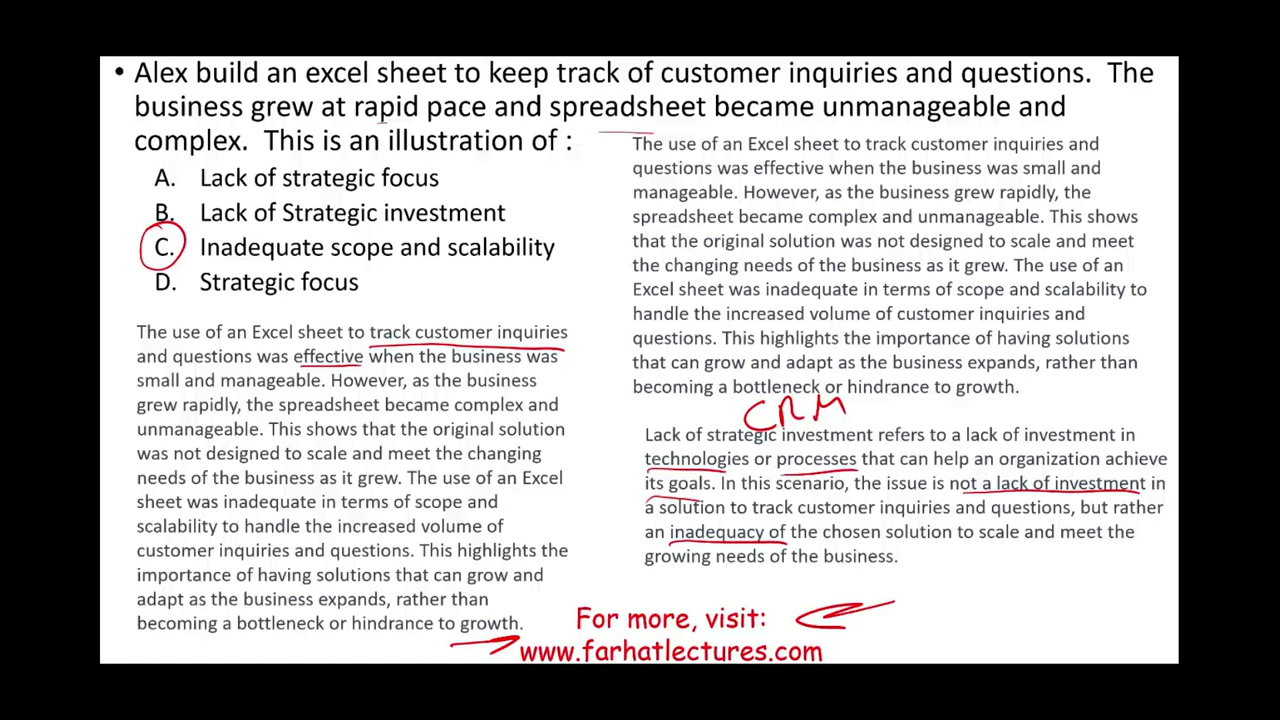 • Alex build an excel sheet to keep track of customer inquiries and questions. The
business grew at rapid pace and spreadsheet became unmanageable and
complex. This is an illustration of :
A. Lack of strategic focus
B. Lack of Strategic investment
C. Inadequate scope and scalability
D. Strategic focus
The use of an Excel sheet to track customer inquiries
and questions was effective when the business was
small and manageable. However, as the business
grew rapidly, the spreadsheet became complex and
unmanageable. This shows that the original solution
was not designed to scale and meet the changing
needs of the business as it grew. The use of an Excel
sheet was inadequate in terms of scope and
scalability to handle the increased volume of
customer inquiries and questions. This highlights the
importance of having solutions that can grow and
adapt as the business expands, rather than
becoming a bottleneck or hindrance to growth.
The use of an Excel sheet to track customer inquiries and
questions was effective when the business was small and
manageable. However, as the business grew rapidly, the
spreadsheet became complex and unmanageable. This shows
that the original solution was not designed to scale and meet
the changing needs of the business as it grew. The use of an
Excel sheet was inadequate in terms of scope and scalability to
handle the increased volume of customer inquiries and
questions. This highlights the importance of having solutions
that can grow and adapt as the business expands, rather than
becoming a bottleneck or hindrance to growth.
CRM
Lack of strategic investment refers to a lack of investment in
technologies or processes that can help an organization achieve
its goals. In this scenario, the issue is not a lack of investment in
a solution to track customer inquiries and questions, but rather
an inadequacy of the chosen solution to scale and meet the
growing needs of the business.
For more, visit:
www.farhatlectures.com